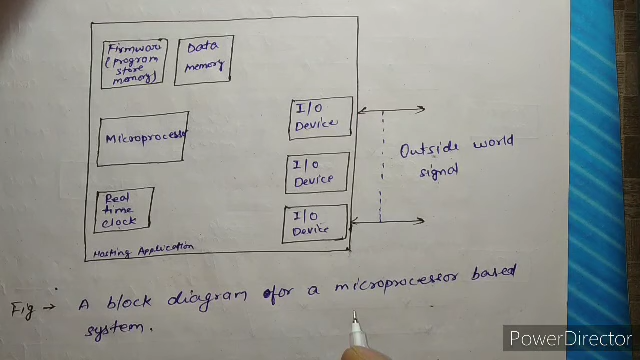 Firmware
(program
store
memory)
Data
memory
Microprocessor
Real
time
clock
I/O
Device
I/O
Device
I/O
Device
Hosting Application
Outside world
signal
Fig → A block diagram for a microprocessor based
system.
PowerDirector